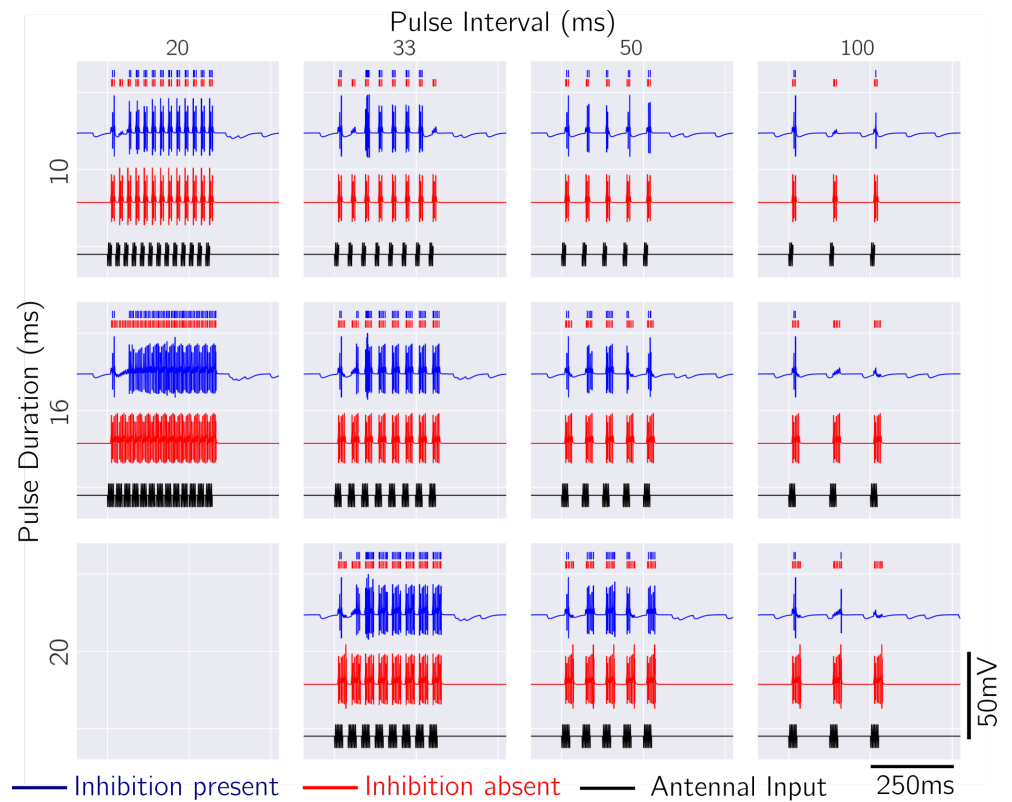 Pulse Interval (ms)
20 33 50 100
Pulse Duration (ms)
10
16
20
50mV
250ms
Inhibition present Inhibition absent Antennal Input